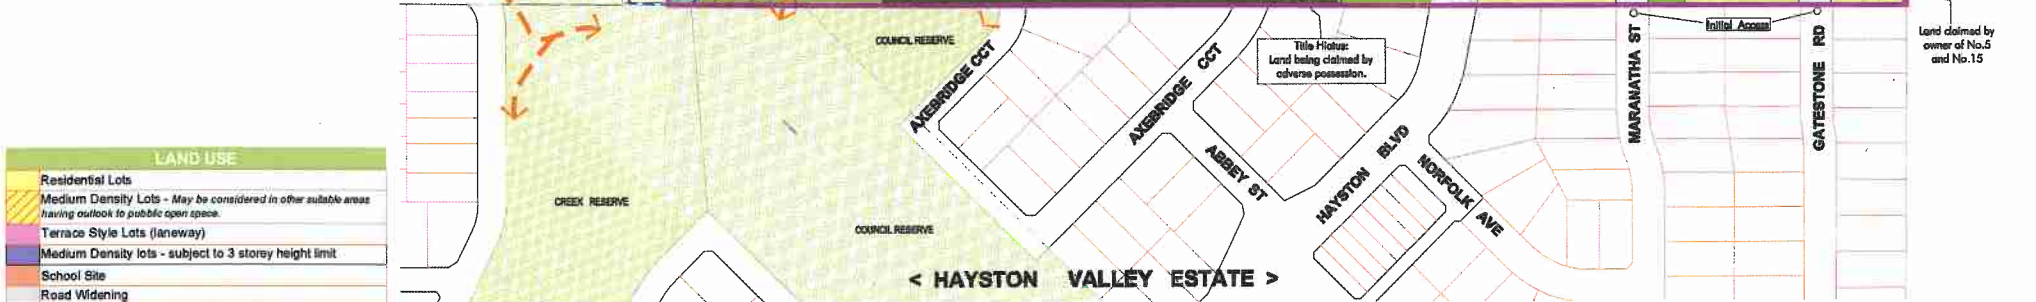 LAND USE
Residential Lots
Medium Density Lots - May be considered in other suitable areas
having outlook to pubblic open space.
Terrace Style Lots (laneway)
Medium Density lots - subject to 3 storey height limit
School Site
Road Widening
COUNCIL RESERVE
CREEK RESERVE
COUNCIL RESERVE
AXEBRIDGE CCT
AXEBRIDGE CCT
Title Hiatus:
Land being claimed by
adverse possession.
ABBEY ST
HAYSTON BLVD
NORFOLK AVE
MARANATHA ST
Initial Access
GATESTONE RD
Land claimed by
owner of No.5
and No.15
< HAYSTON VALLEY ESTATE >